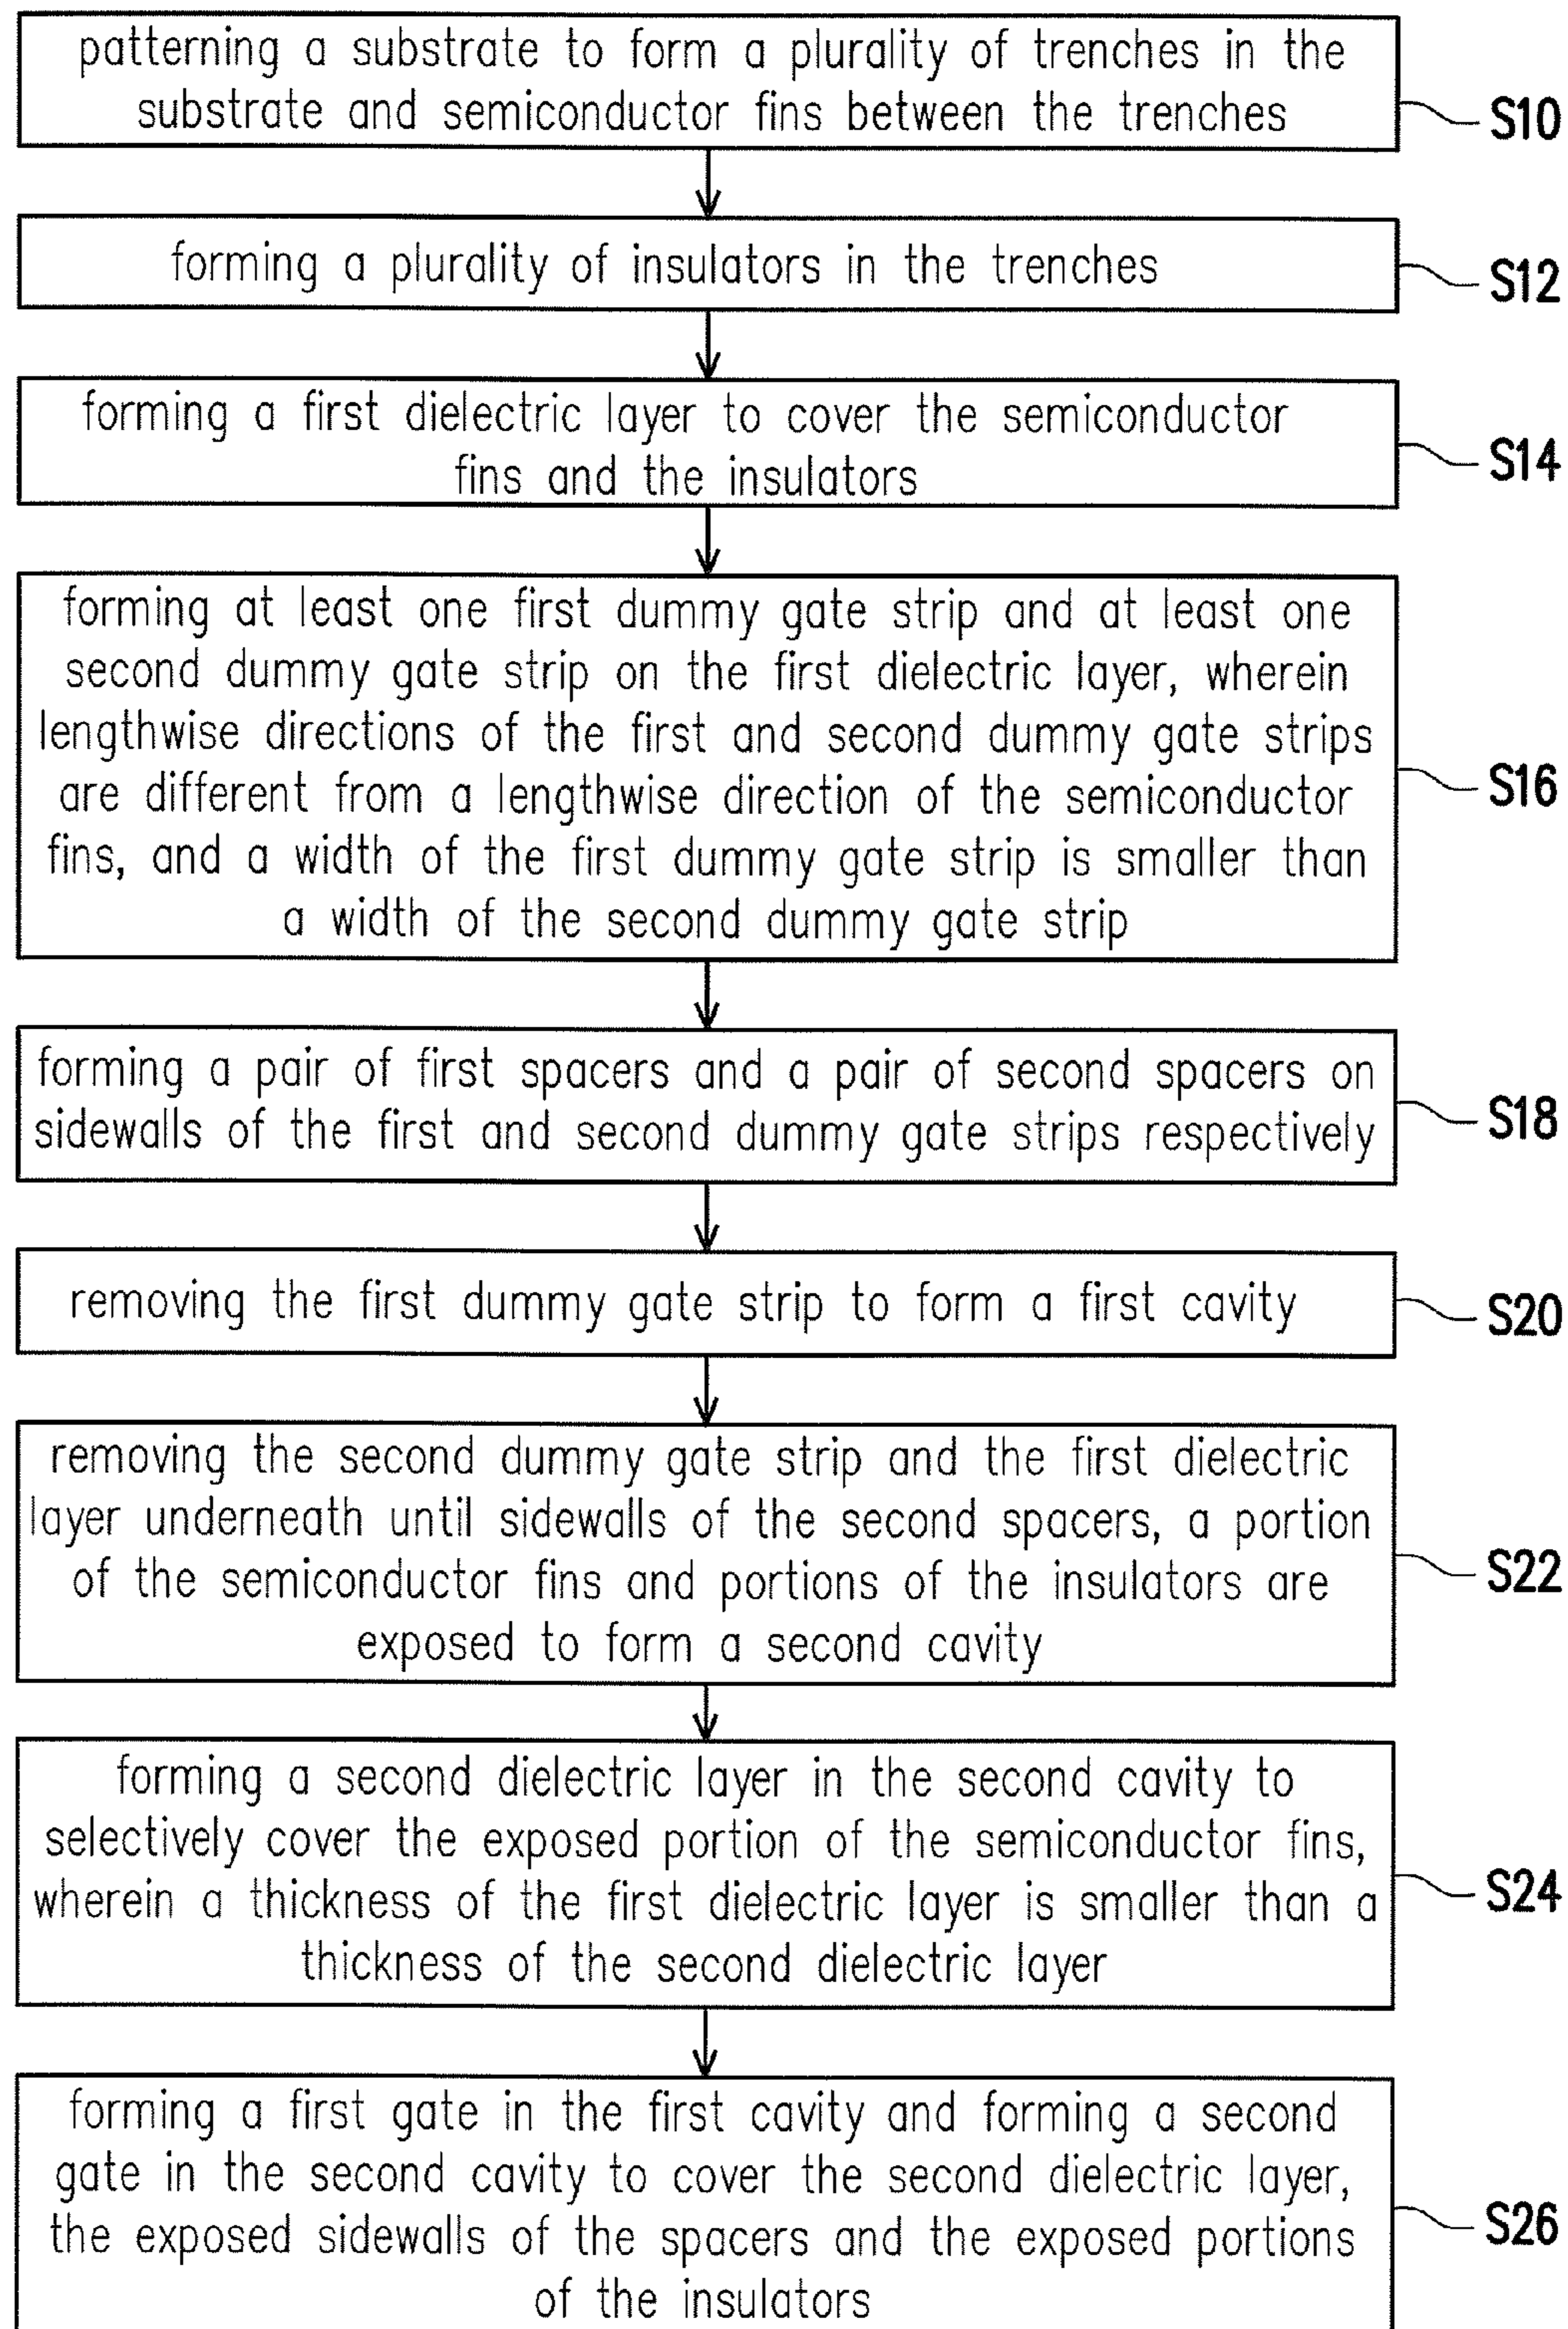 patterning a substrate to form a plurality of trenches in the
substrate and semiconductor fins between the trenches
S10
forming a plurality of insulators in the trenches
S12
forming a first dielectric layer to cover the semiconductor
fins and the insulators
S14
forming at least one first dummy gate strip and at least one
second dummy gate strip on the first dielectric layer, wherein
lengthwise directions of the first and second dummy gate strips
are different from a lengthwise direction of the semiconductor
fins, and a width of the first dummy gate strip is smaller than
a width of the second dummy gate strip
S16
forming a pair of first spacers and a pair of second spacers on
sidewalls of the first and second dummy gate strips respectively
S18
removing the first dummy gate strip to form a first cavity
S20
removing the second dummy gate strip and the first dielectric
layer underneath until sidewalls of the second spacers, a portion
of the semiconductor fins and portions of the insulators are
exposed to form a second cavity
S22
forming a second dielectric layer in the second cavity to
selectively cover the exposed portion of the semiconductor fins,
wherein a thickness of the first dielectric layer is smaller than a
thickness of the second dielectric layer
S24
forming a first gate in the first cavity and forming a second
gate in the second cavity to cover the second dielectric layer,
the exposed sidewalls of the spacers and the exposed portions
of the insulators
S26